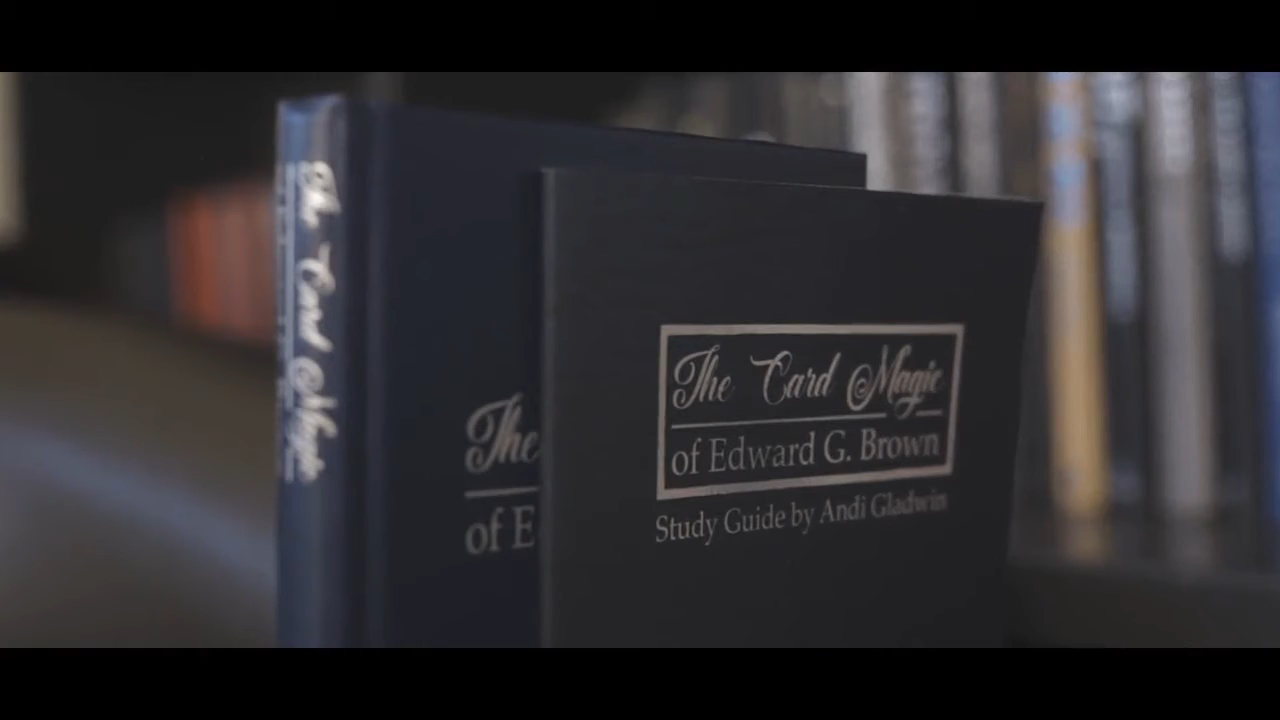 The Card Magic
The
of E
The Card Magic
of Edward G. Brown
Study Guide by Andi Gladwin